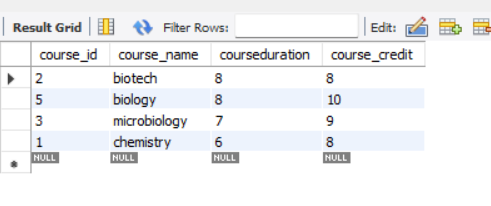 Result Grid Filter Rows: Edit:
course_id course_name courseduration course_credit
2 biotech 8 8
5 biology 8 10
3 microbiology 7 9
1 chemistry 6 8
NULL NULL NULL NULL